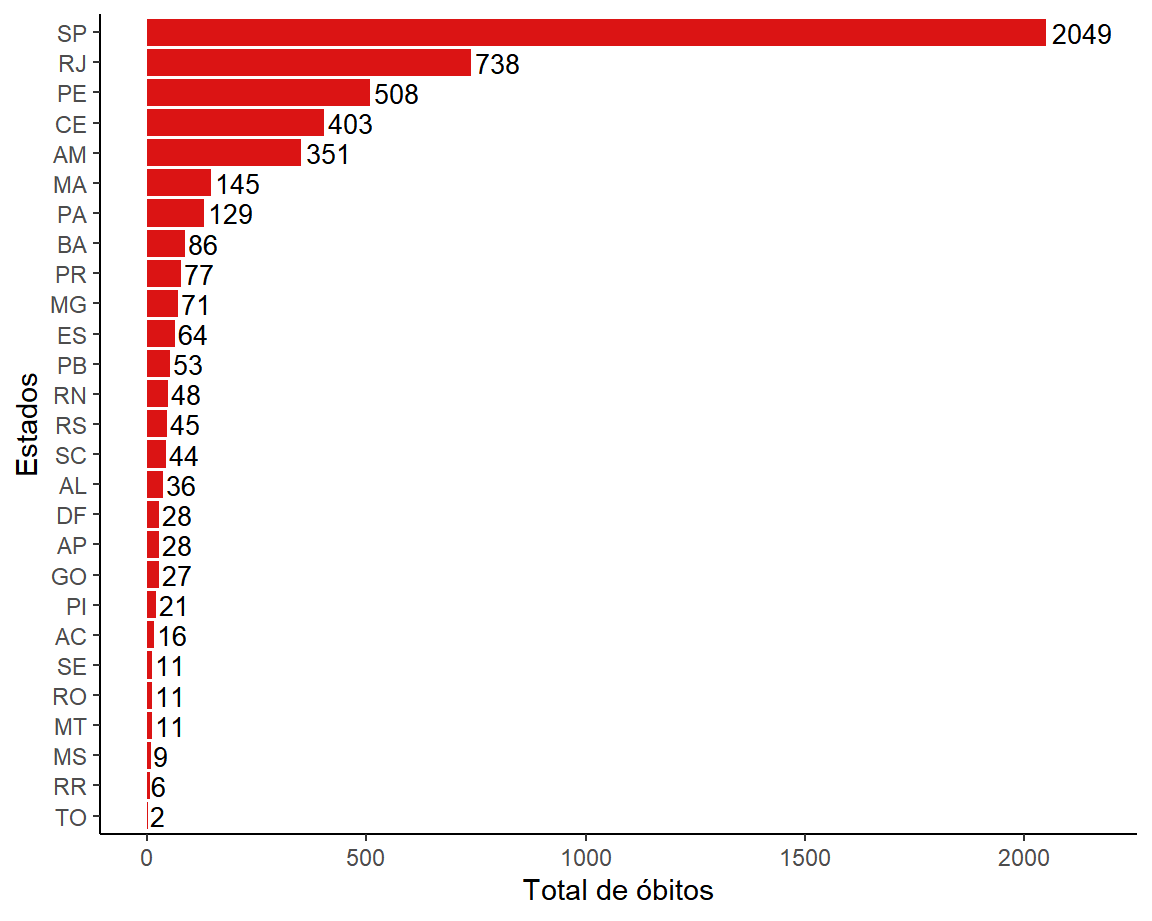 SP 2049
RJ 738
PE 508
CE 403
AM 351
MA 145
PA 129
BA 86
PR 77
MG 71
ES 64
PB 53
RN 48
RS 45
SC 44
AL 36
DF 28
AP 28
GO 27
PI 21
AC 16
SE 11
RO 11
MT 11
MS 9
RR 6
TO 2
Estados
0 500 1000 1500 2000
Total de óbitos